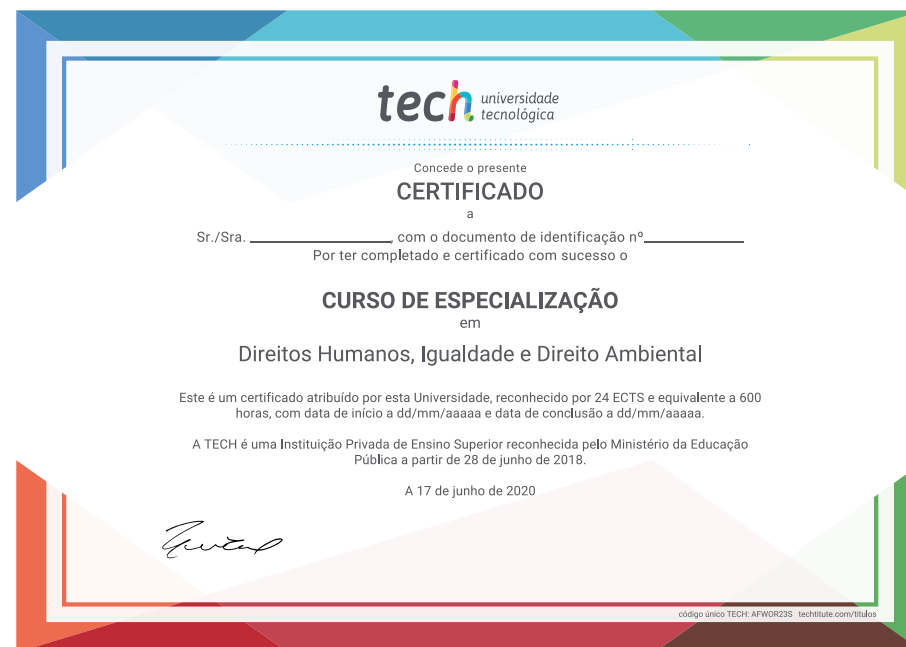 tech universidade
tecnológica
Concede o presente
CERTIFICADO
a
Sr./Sra. ________________, com o documento de identificação nº____________
Por ter completado e certificado com sucesso o
CURSO DE ESPECIALIZAÇÃO
em
Direitos Humanos, Igualdade e Direito Ambiental
Este é um certificado atribuído por esta Universidade, reconhecido por 24 ECTS e equivalente a 600
horas, com data de início a dd/mm/aaaaa e data de conclusão a dd/mm/aaaaa.
A TECH é uma Instituição Privada de Ensino Superior reconhecida pelo Ministério da Educação
Pública a partir de 28 de junho de 2018.
A 17 de junho de 2020
código único TECH: AFWOR23S techtitute.com/titulos